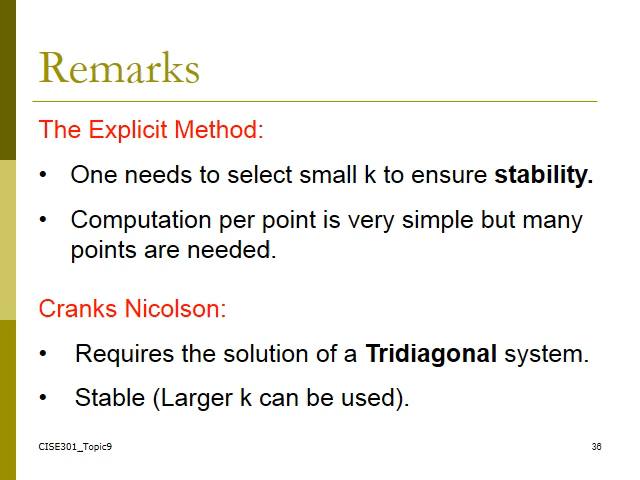 Remarks
The Explicit Method:
• One needs to select small k to ensure stability.
• Computation per point is very simple but many
points are needed.
Cranks Nicolson:
• Requires the solution of a Tridiagonal system.
• Stable (Larger k can be used).
CISE301_Topic9
36